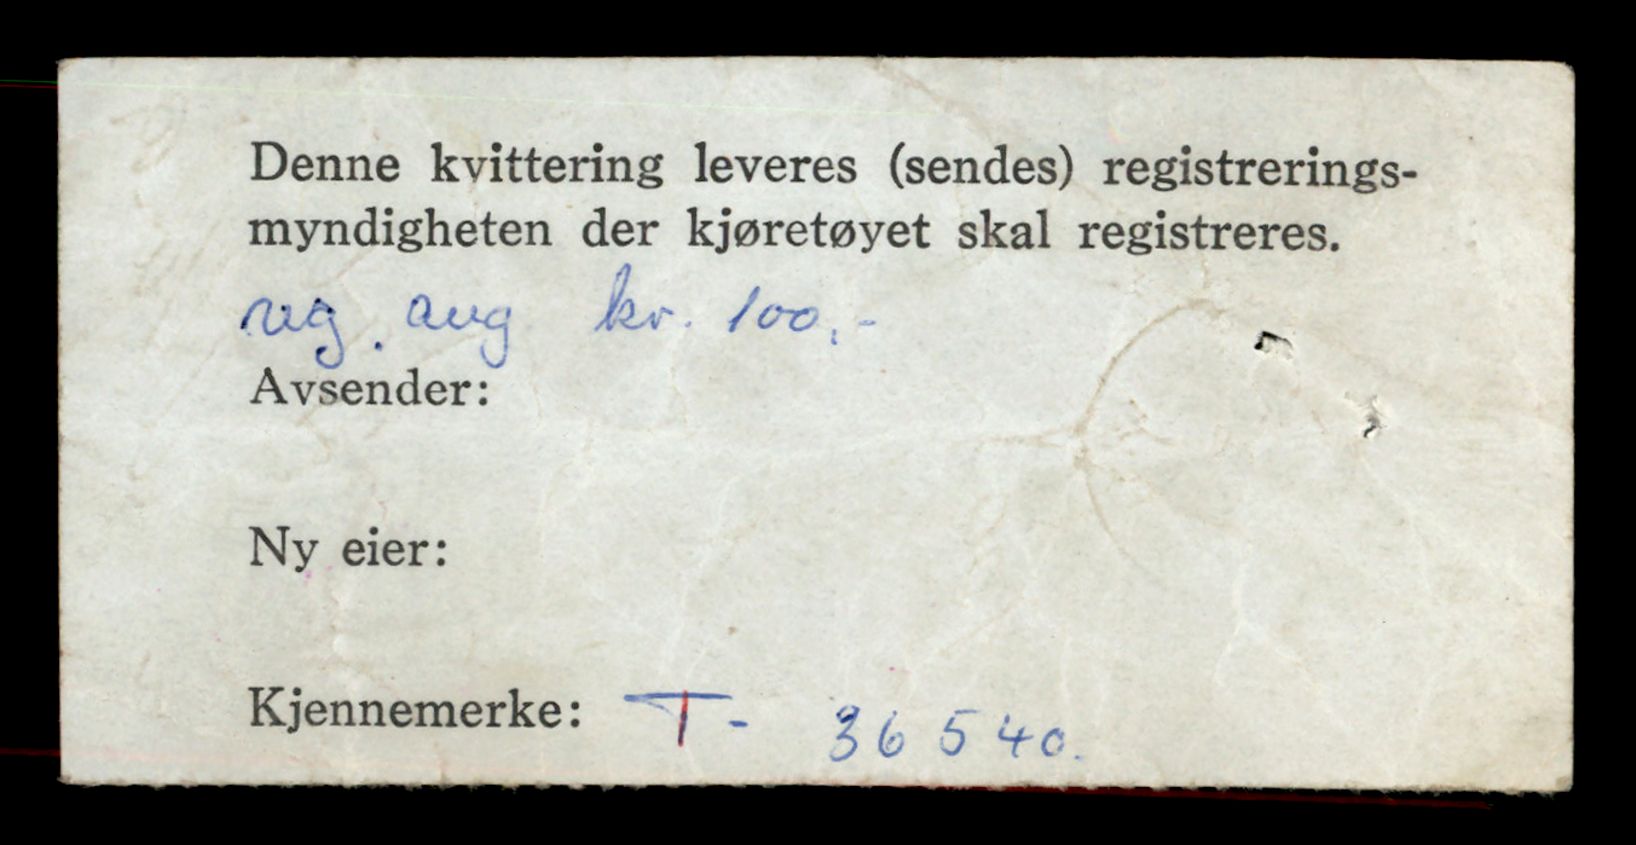 Denne kvittering leveres (sendes) registrerings-
myndigheten der kjøretøyet skal registreres.
reg. avg kr. 100,-
Avsender:
Ny eier:
Kjennemerke: T- 36540.